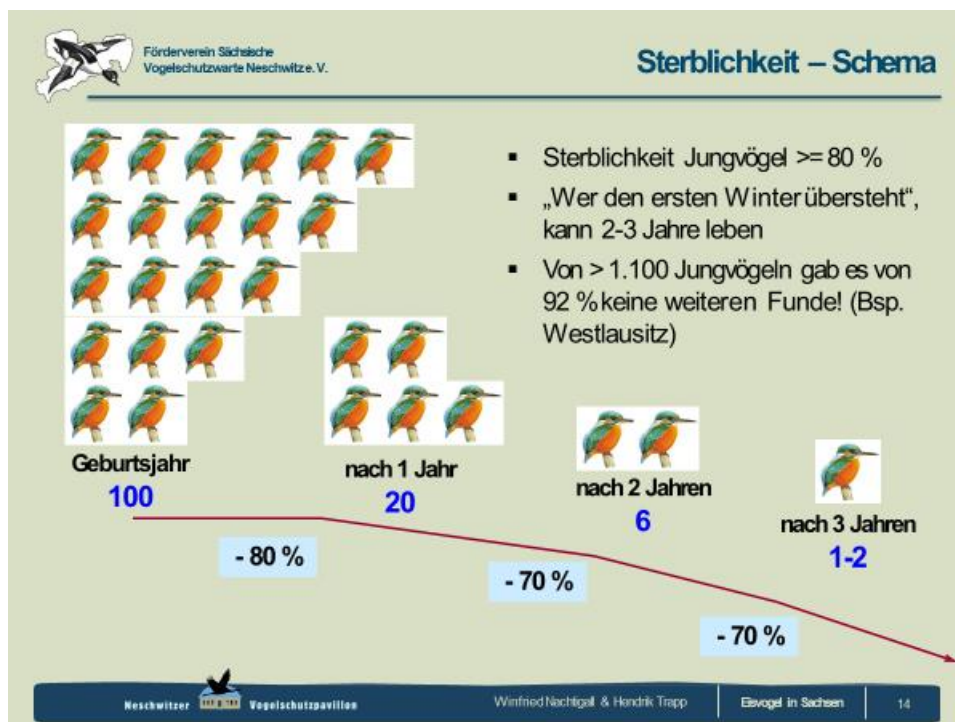 Förderverein Sächsische
Vogelschutzwarte Neschwitz e. V.
Sterblichkeit – Schema
▪ Sterblichkeit Jungvögel >= 80 %
▪ „Wer den ersten Winter übersteht“,
kann 2-3 Jahre leben
▪ Von > 1.100 Jungvögeln gab es von
92 % keine weiteren Funde! (Bsp.
Westlausitz)
Geburtsjahr
100
nach 1 Jahr
20
nach 2 Jahren
6
nach 3 Jahren
1-2
- 80 %
- 70 %
- 70 %
Neschwitzer Vogelschutzpavillon
Winfried Nachtigall & Hendrik Trapp
Eisvogel in Sachsen
14